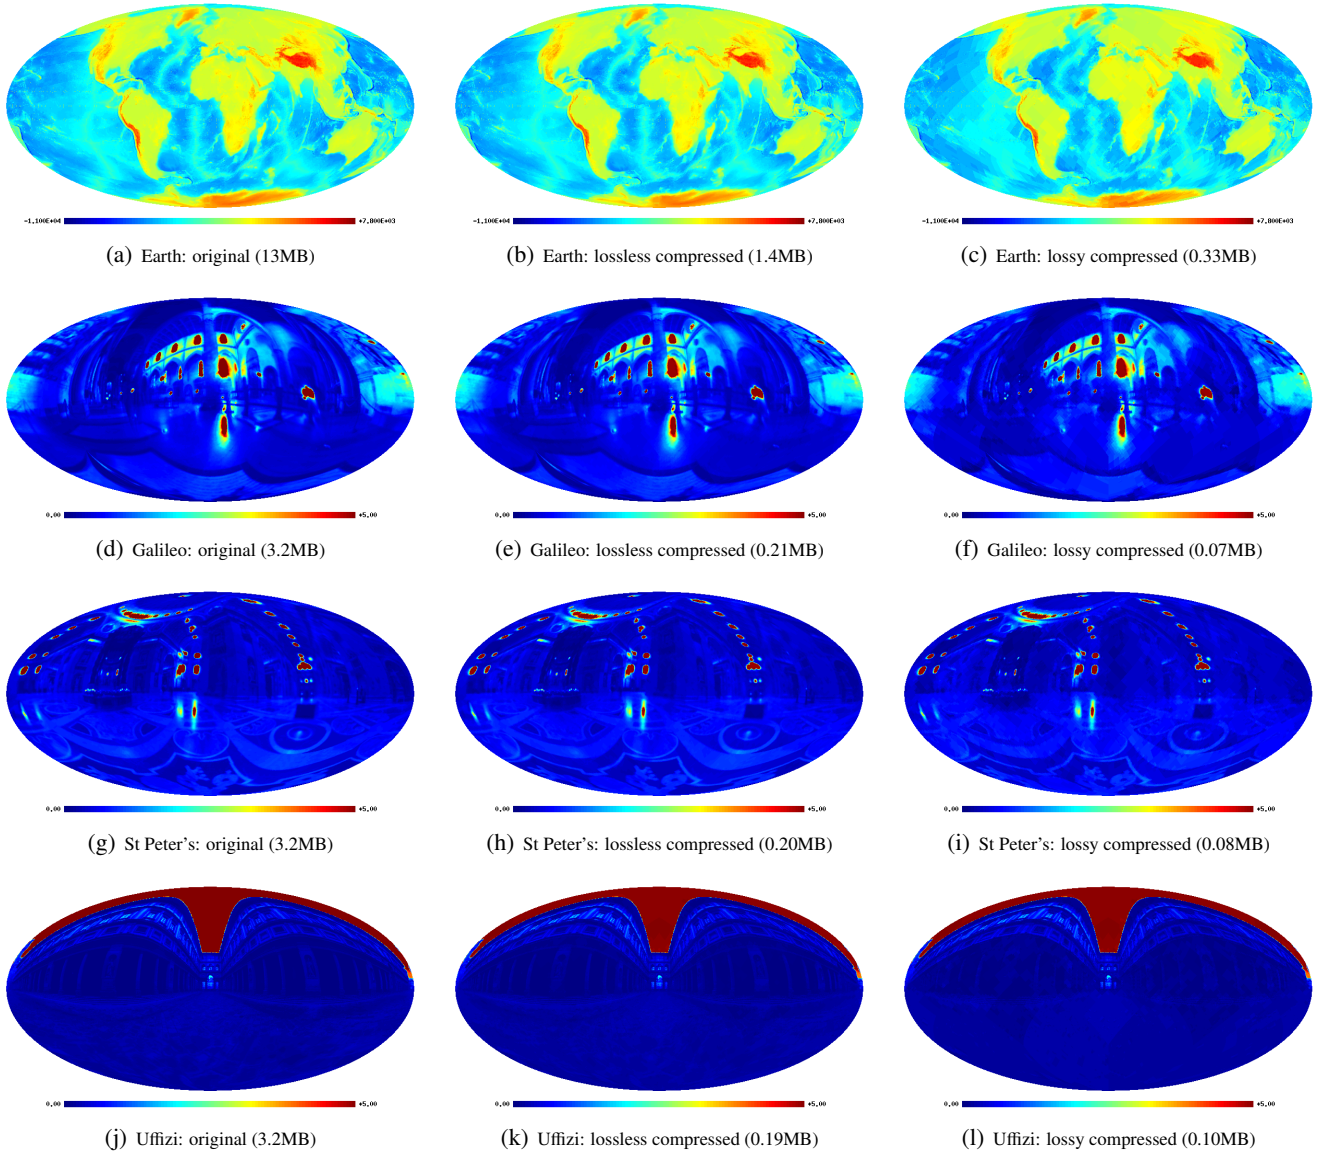 -1.100E+04 +7.800E+03 -1.100E+04 +7.800E+03 -1.100E+04 +7.800E+03
(a) Earth: original (13MB) (b) Earth: lossless compressed (1.4MB) (c) Earth: lossy compressed (0.33MB)
0.00 +5.00 0.00 +5.00 0.00 +5.00
(d) Galileo: original (3.2MB) (e) Galileo: lossless compressed (0.21MB) (f) Galileo: lossy compressed (0.07MB)
0.00 +5.00 0.00 +5.00 0.00 +5.00
(g) St Peter's: original (3.2MB) (h) St Peter's: lossless compressed (0.20MB) (i) St Peter's: lossy compressed (0.08MB)
0.00 +5.00 0.00 +5.00 0.00 +5.00
(j) Uffizi: original (3.2MB) (k) Uffizi: lossless compressed (0.19MB) (l) Uffizi: lossy compressed (0.10MB)